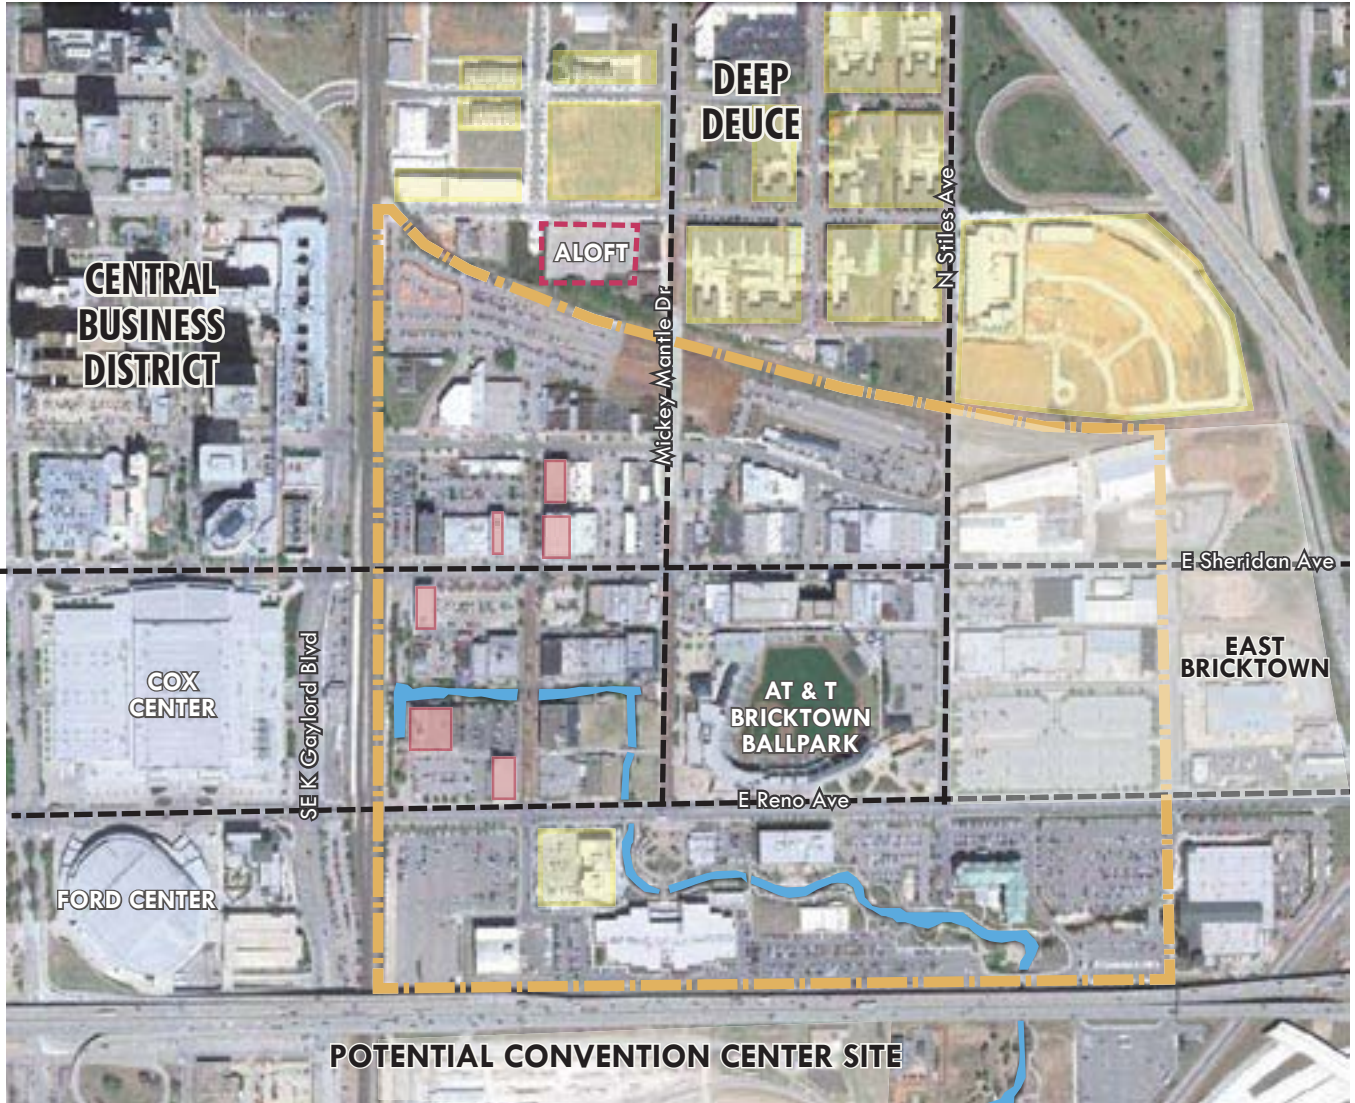 DEEP
DEUCE
N Stiles Ave
ALOFT
CENTRAL
BUSINESS
DISTRICT
Mickey Mantle Dr
E Sheridan Ave
EAST
BRICKTOWN
COX
CENTER
SE K Gaylord Blvd
AT & T
BRICKTOWN
BALLPARK
E Reno Ave
FORD CENTER
POTENTIAL CONVENTION CENTER SITE